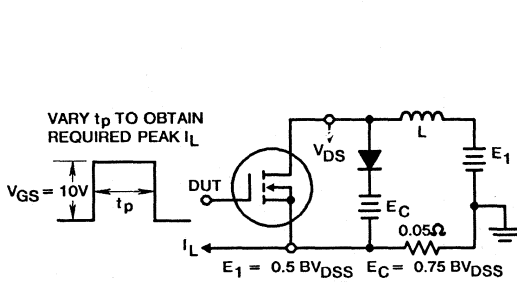 VARY tp TO OBTAIN
REQUIRED PEAK IL
VGS = 10V
tp
DUT
VDS
L
E1
EC
0.05Ω
IL
E1 = 0.5 BVDSS EC = 0.75 BVDSS